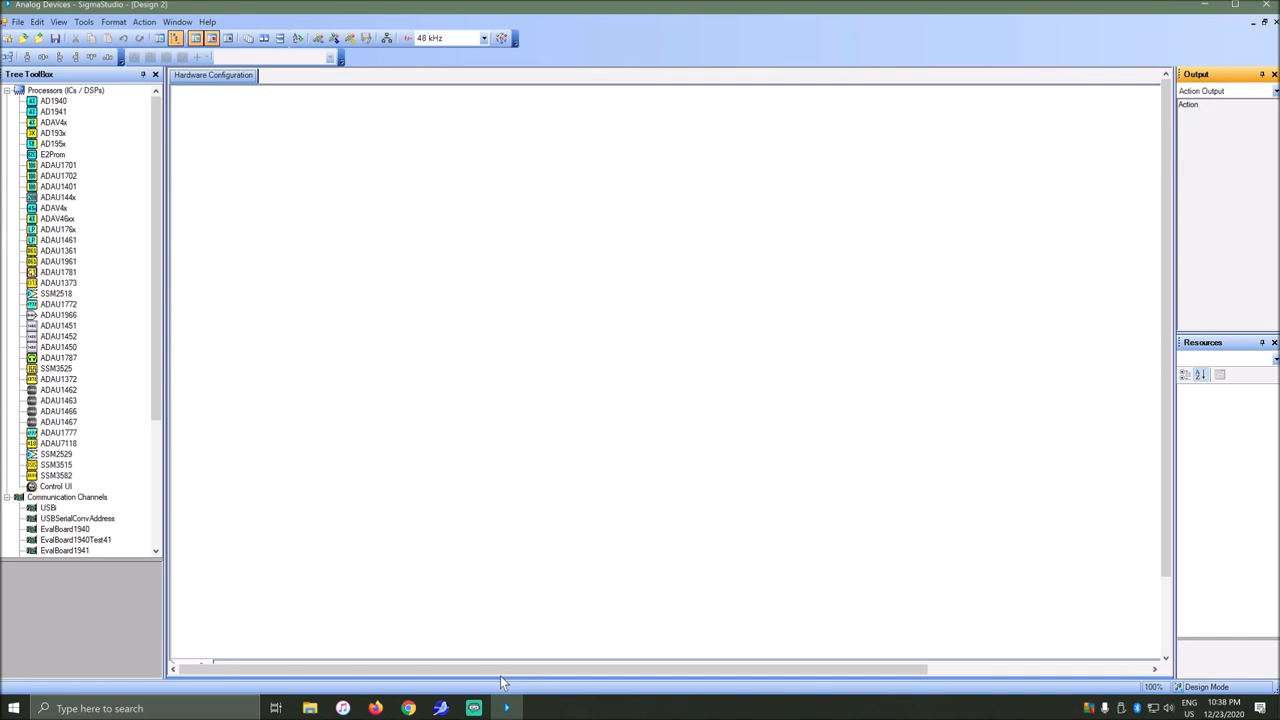 Analog Devices - SigmaStudio - [Design 2]
File Edit View Tools Format Action Window Help
48 kHz
Tree ToolBox
Hardware Configuration
Output
Processors (ICs / DSPs)
Action Output
AD1940
Action
AD1941
ADAV4x
AD193x
AD195x
E2Prom
ADAU1701
ADAU1702
ADAU1401
ADAU144x
ADAV4x
ADAV46xx
ADAU176x
ADAU1461
ADAU1361
ADAU1961
ADAU1781
ADAU1373
SSM2518
ADAU1772
ADAU1966
ADAU1451
ADAU1452
Resources
ADAU1450
ADAU1787
SSM3525
ADAU1372
ADAU1462
ADAU1463
ADAU1466
ADAU1467
ADAU1777
ADAU7118
SSM2529
SSM3515
SSM3582
Control UI
Communication Channels
USBi
USBSerialConvAddress
EvalBoard1940
EvalBoard1940Test41
EvalBoard1941
100% Design Mode
Type here to search
ENG 10:38 PM
US 12/23/2020